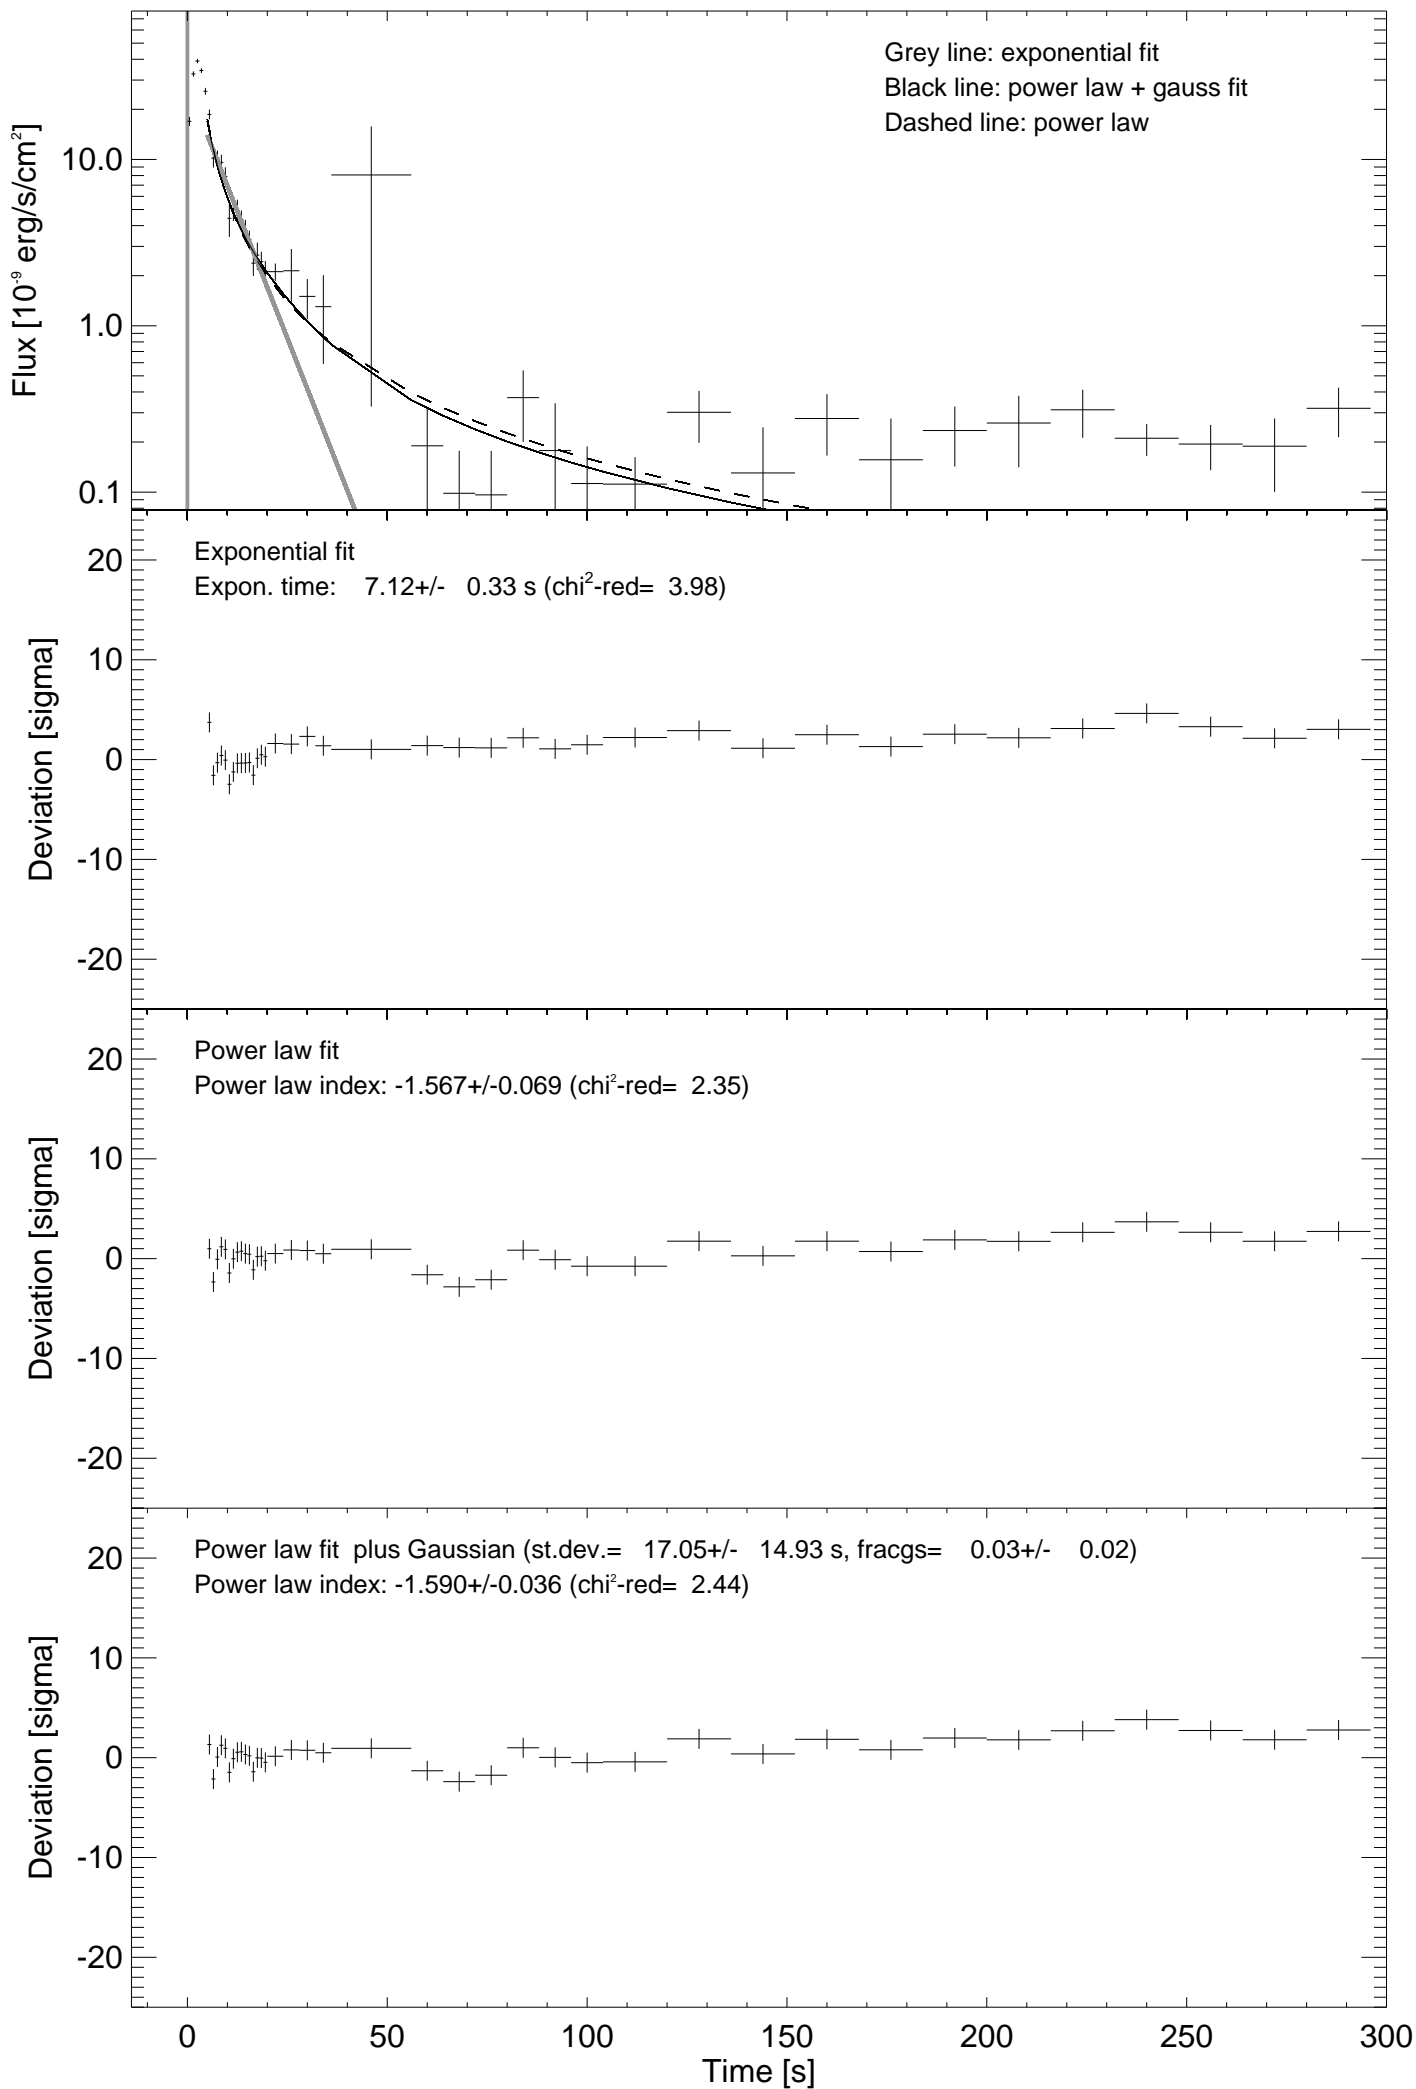 Grey line: exponential fit
Black line: power law + gauss fit
Dashed line: power law
Flux [10⁻⁹ erg/s/cm²]
10.0
1.0
0.1
Exponential fit
Expon. time: 7.12+/- 0.33 s (chi²-red= 3.98)
Deviation [sigma]
20
10
0
-10
-20
Power law fit
Power law index: -1.567+/-0.069 (chi²-red= 2.35)
Deviation [sigma]
20
10
0
-10
-20
Power law fit plus Gaussian (st.dev.= 17.05+/- 14.93 s, fracgs= 0.03+/- 0.02)
Power law index: -1.590+/-0.036 (chi²-red= 2.44)
Deviation [sigma]
20
10
0
-10
-20
0 50 100 150 200 250 300
Time [s]